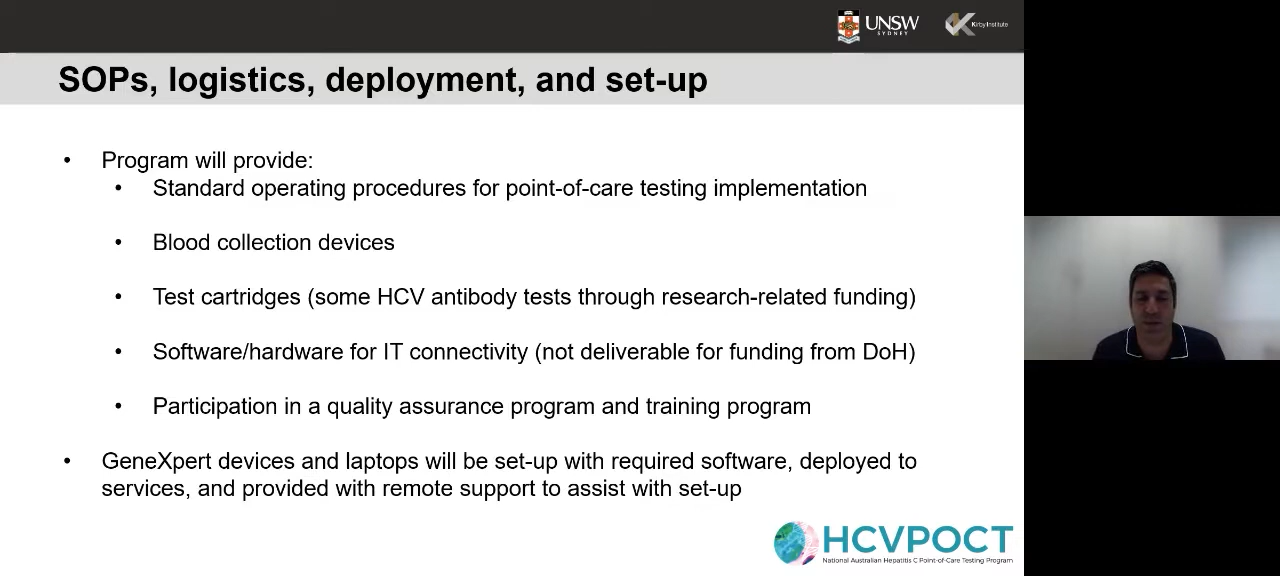 UNSW
SYDNEY
Kirby Institute
SOPs, logistics, deployment, and set-up
• Program will provide:
• Standard operating procedures for point-of-care testing implementation
• Blood collection devices
• Test cartridges (some HCV antibody tests through research-related funding)
• Software/hardware for IT connectivity (not deliverable for funding from DoH)
• Participation in a quality assurance program and training program
• GeneXpert devices and laptops will be set-up with required software, deployed to
services, and provided with remote support to assist with set-up
HCVPOCT
National Australian Hepatitis C Point-of-Care Testing Program